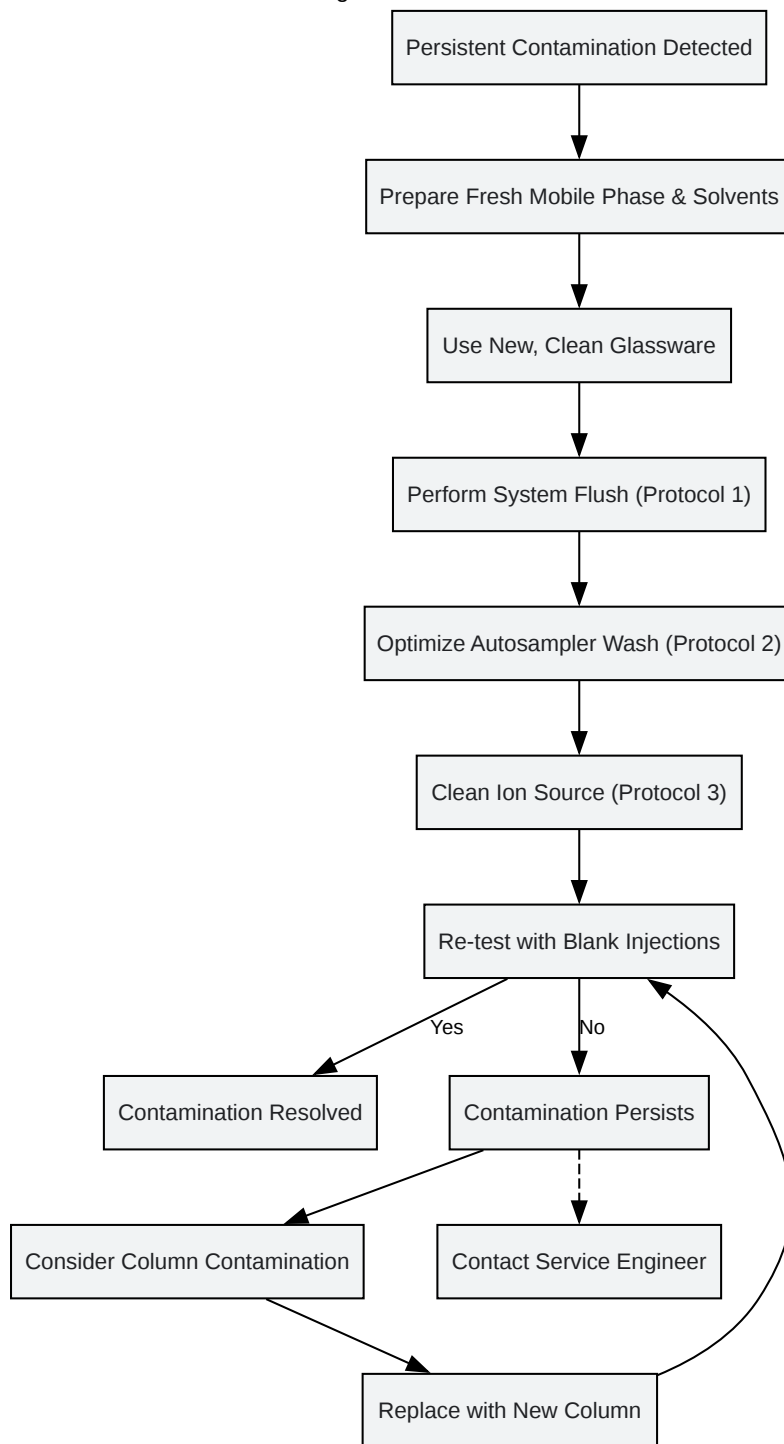 Persistent Contamination Detected
Prepare Fresh Mobile Phase & Solvents
Use New, Clean Glassware
Perform System Flush (Protocol 1)
Optimize Autosampler Wash (Protocol 2)
Clean Ion Source (Protocol 3)
Re-test with Blank Injections
Yes
No
Contamination Resolved
Contamination Persists
Consider Column Contamination
Contact Service Engineer
Replace with New Column